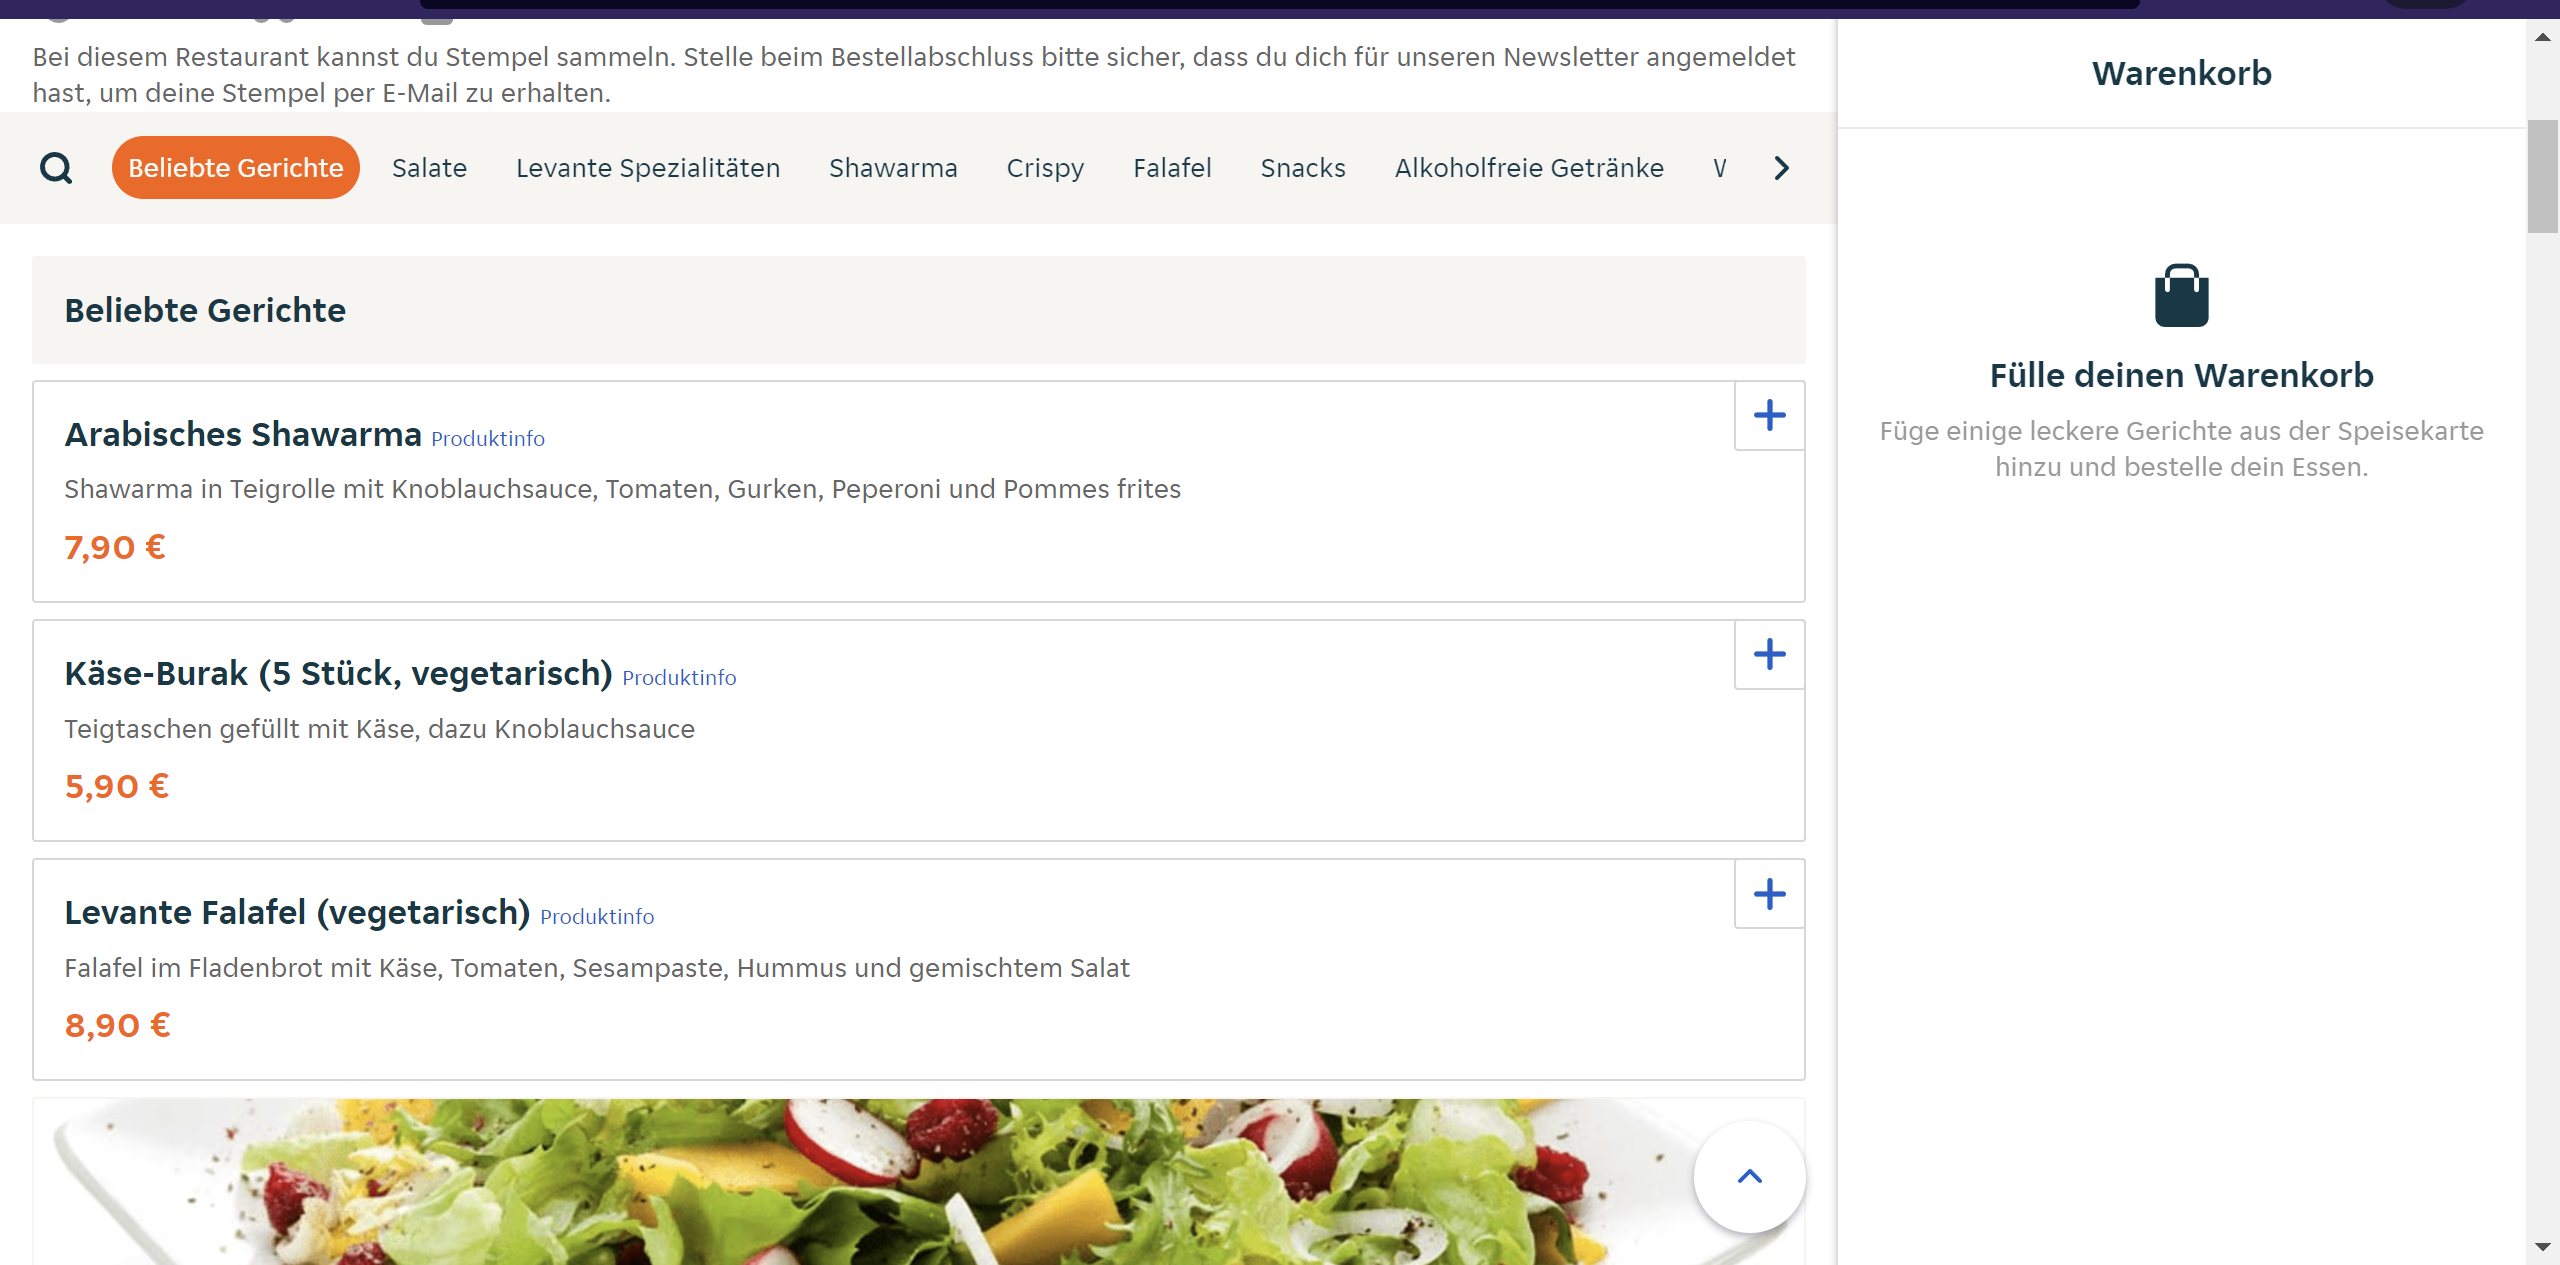 Bei diesem Restaurant kannst du Stempel sammeln. Stelle beim Bestellabschluss bitte sicher, dass du dich für unseren Newsletter angemeldet
hast, um deine Stempel per E-Mail zu erhalten.
Beliebte Gerichte Salate Levante Spezialitäten Shawarma Crispy Falafel Snacks Alkoholfreie Getränke
Beliebte Gerichte
Arabisches Shawarma Produktinfo
Shawarma in Teigrolle mit Knoblauchsauce, Tomaten, Gurken, Peperoni und Pommes frites
7,90 €
Käse-Burak (5 Stück, vegetarisch) Produktinfo
Teigtaschen gefüllt mit Käse, dazu Knoblauchsauce
5,90 €
Levante Falafel (vegetarisch) Produktinfo
Falafel im Fladenbrot mit Käse, Tomaten, Sesampaste, Hummus und gemischtem Salat
8,90 €
Warenkorb
Fülle deinen Warenkorb
Füge einige leckere Gerichte aus der Speisekarte
hinzu und bestelle dein Essen.